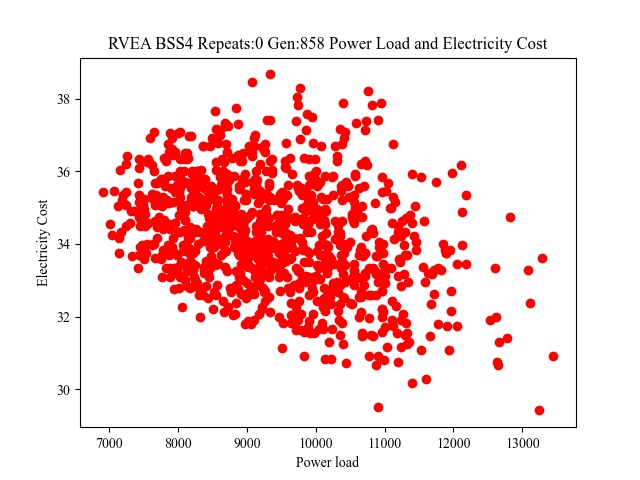 RVEA BSS4 Repeats:0 Gen:858 Power Load and Electricity Cost
38
36
34
32
30
Electricity Cost
7000 8000 9000 10000 11000 12000 13000
Power load